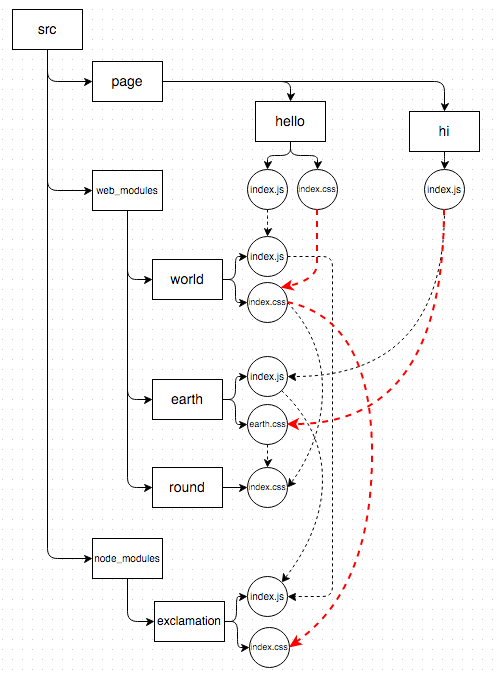 src
page
hello
hi
index.js
index.css
index.js
web_modules
index.js
world
index.css
index.js
earth
earth.css
round
index.css
node_modules
index.js
exclamation
index.css